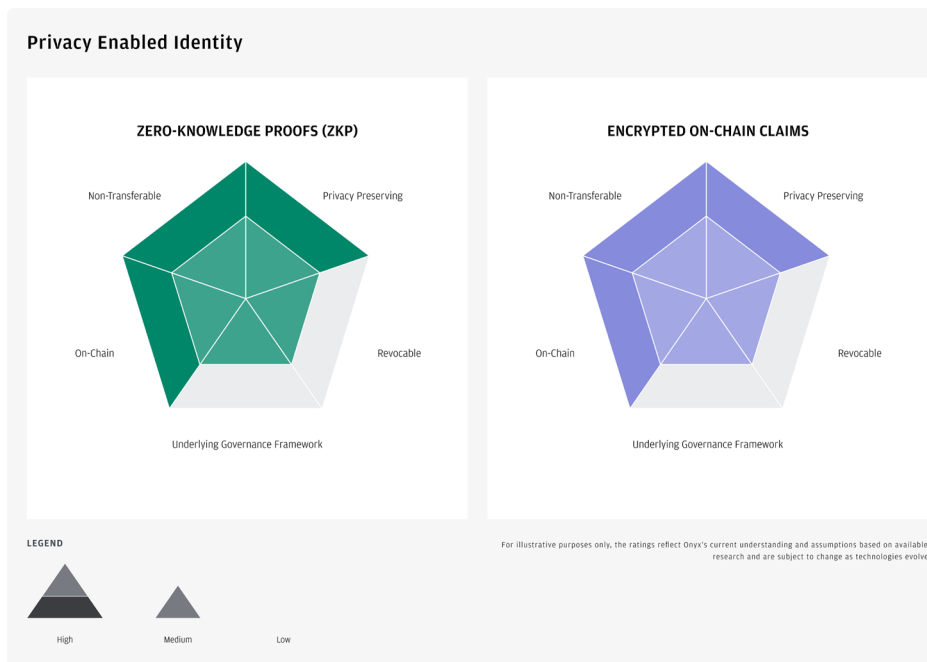 Privacy Enabled Identity
ZERO-KNOWLEDGE PROOFS (ZKP)
Non-Transferable
Privacy Preserving
On-Chain
Revocable
Underlying Governance Framework
ENCRYPTED ON-CHAIN CLAIMS
Non-Transferable
Privacy Preserving
On-Chain
Revocable
Underlying Governance Framework
LEGEND
High
Medium
Low
For illustrative purposes only, the ratings reflect Onyx's current understanding and assumptions based on available
research and are subject to change as technologies evolve